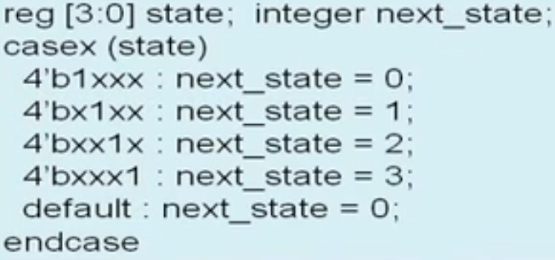 reg [3:0] state;  integer next_state;
casex (state)
4'b1xxx : next_state = 0;
4'bx1xx : next_state = 1;
4'bxx1x : next_state = 2;
4'bxxx1 : next_state = 3;
default : next_state = 0;
endcase